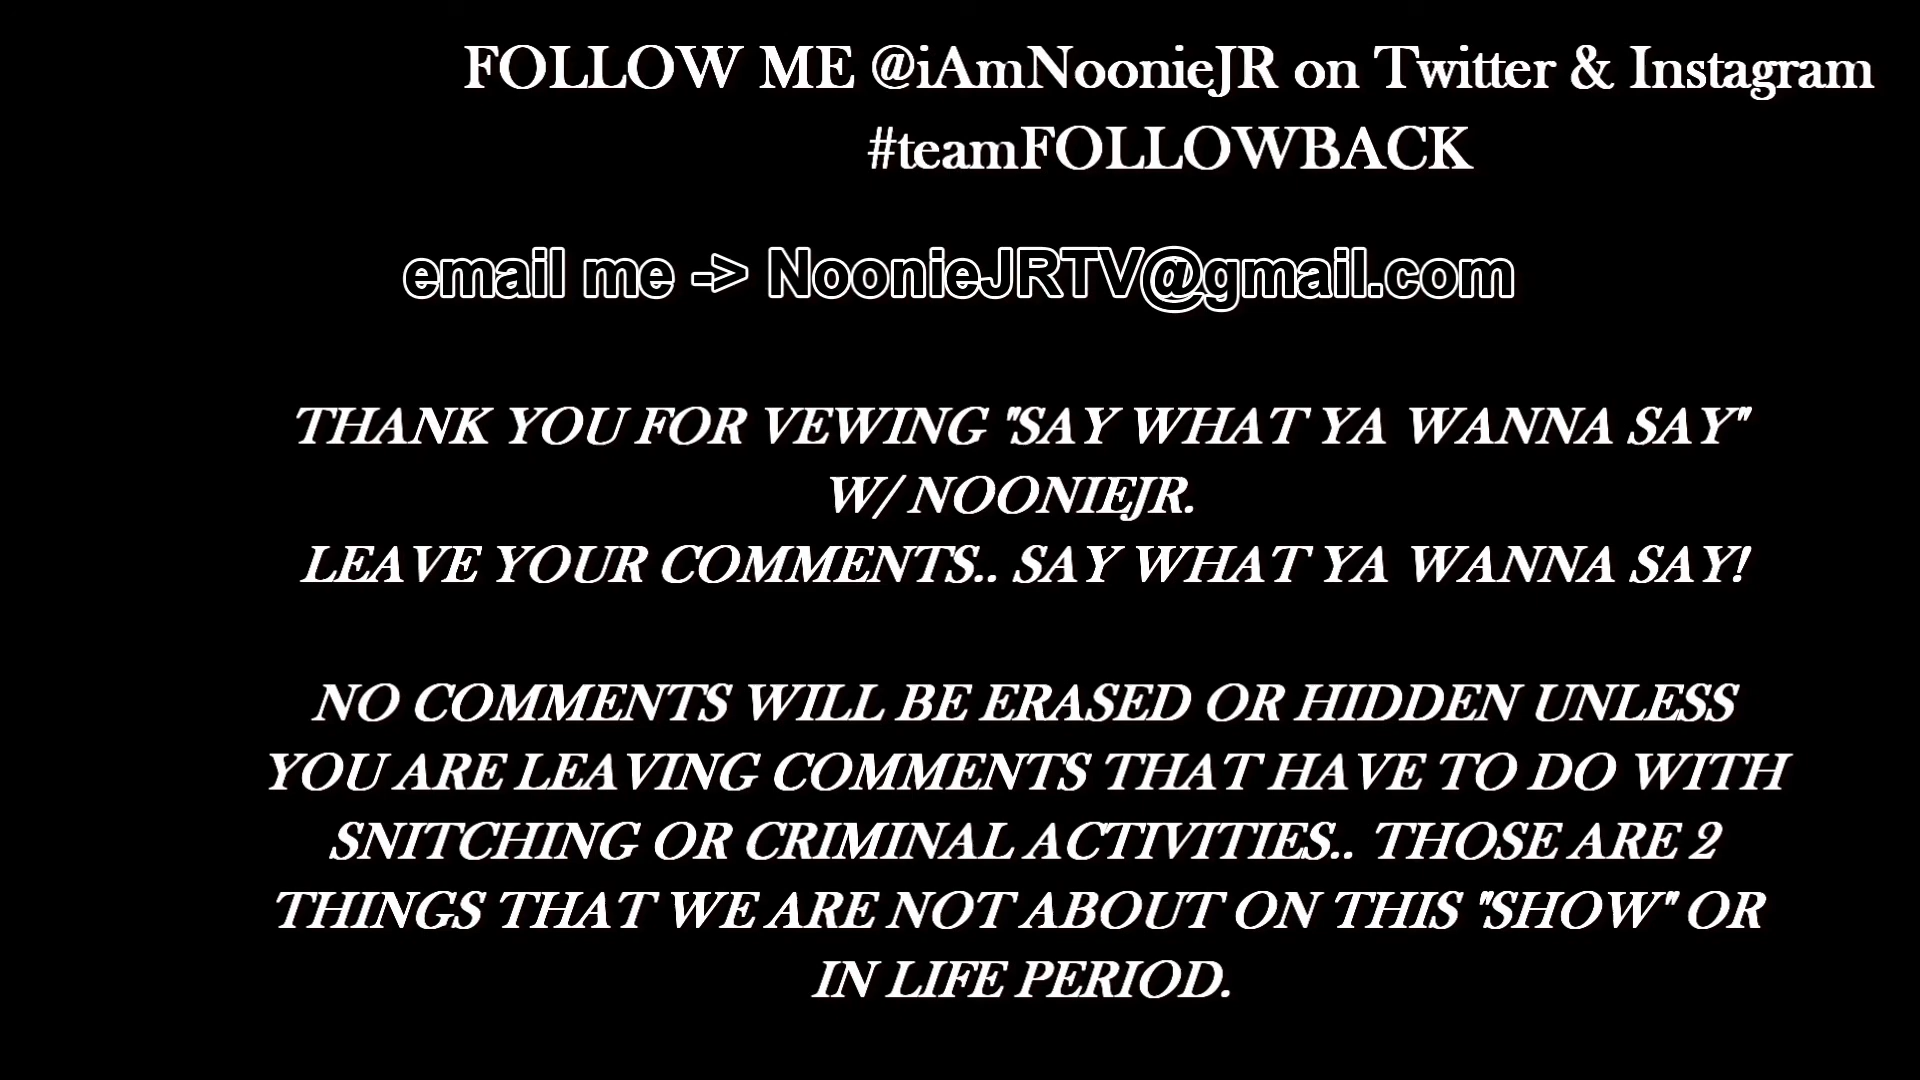 FOLLOW ME @iAmNoonieJR on Twitter & Instagram
#teamFOLLOWBACK
email me -> NoonieJRTV@gmail.com
THANK YOU FOR VEWING "SAY WHAT YA WANNA SAY"
W/ NOONIEJR.
LEAVE YOUR COMMENTS.. SAY WHAT YA WANNA SAY!
NO COMMENTS WILL BE ERASED OR HIDDEN UNLESS
YOU ARE LEAVING COMMENTS THAT HAVE TO DO WITH
SNITCHING OR CRIMINAL ACTIVITIES.. THOSE ARE 2
THINGS THAT WE ARE NOT ABOUT ON THIS "SHOW" OR
IN LIFE PERIOD.